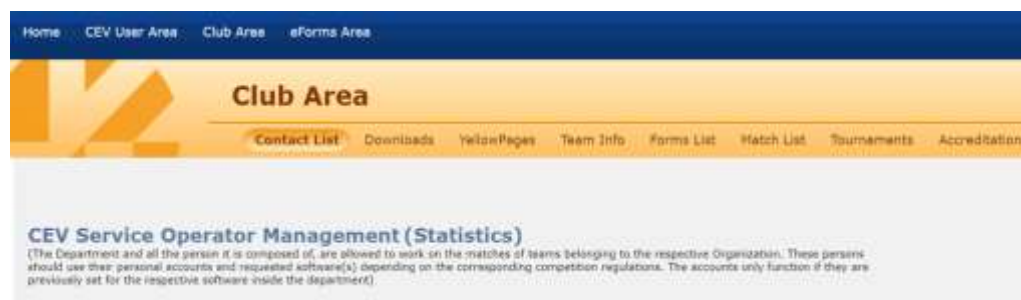 Home CEV User Area Club Area eForms Area
Club Area
Contact List Downloads YellowPages Team Info Forms List Match List Tournaments Accreditation
CEV Service Operator Management (Statistics)
(The Department and all the person it is composed of, are allowed to work on the matches of teams belonging to the respective Organization. These persons
should use their personal accounts and requested software(s) depending on the corresponding competition regulations. The accounts only function if they are
previously set for the respective software inside the department)